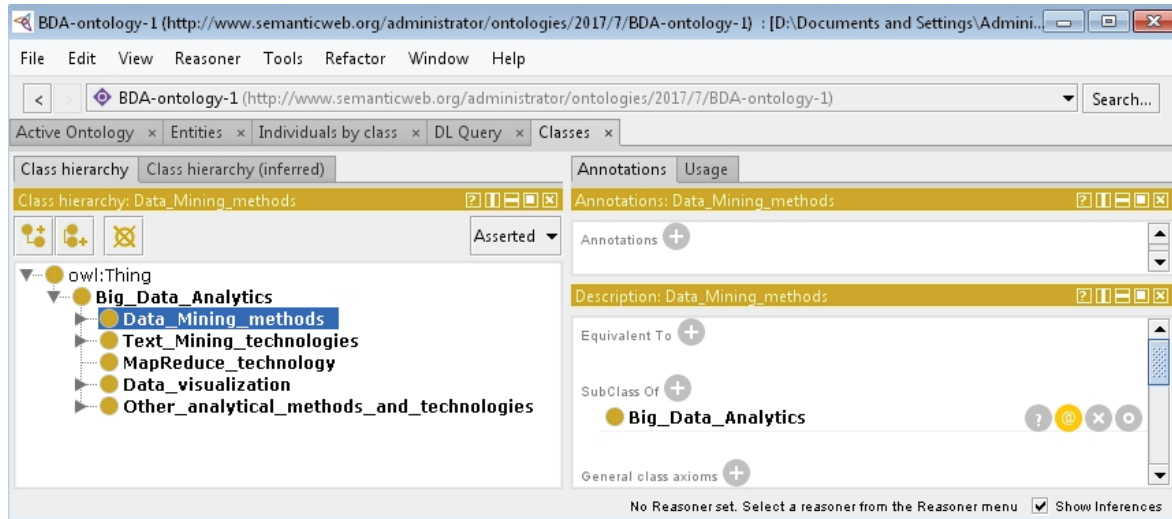 BDA-ontology-1 (http://www.semanticweb.org/administrator/ontologies/2017/7/BDA-ontology-1) : [D:\Documents and Settings\Admini...
File Edit View Reasoner Tools Refactor Window Help
< > BDA-ontology-1 (http://www.semanticweb.org/administrator/ontologies/2017/7/BDA-ontology-1) Search...
Active Ontology × Entities × Individuals by class × DL Query × Classes ×
Class hierarchy Class hierarchy (inferred)
Class hierarchy: Data_Mining_methods
Asserted
owl:Thing
Big_Data_Analytics
Data_Mining_methods
Text_Mining_technologies
MapReduce_technology
Data_visualization
Other_analytical_methods_and_technologies
Annotations Usage
Annotations: Data_Mining_methods
Annotations
Description: Data_Mining_methods
Equivalent To
SubClass Of
Big_Data_Analytics
General class axioms
No Reasoner set. Select a reasoner from the Reasoner menu Show Inferences